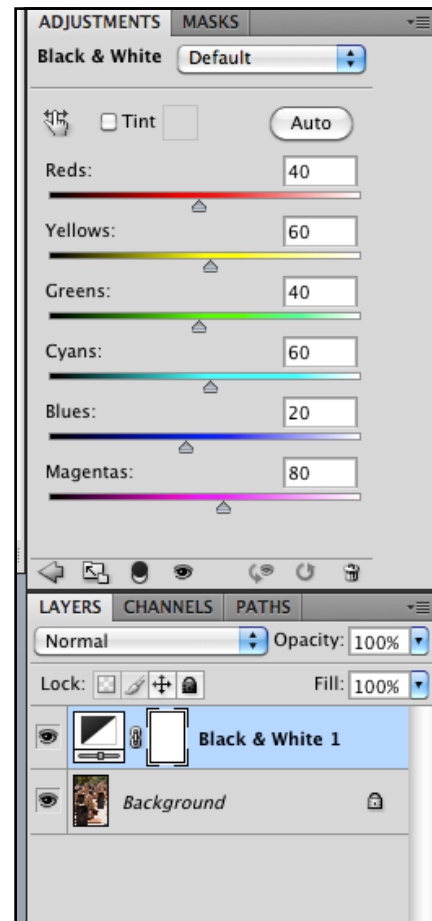 ADJUSTMENTS MASKS
Black & White Default
Tint Auto
Reds: 40
Yellows: 60
Greens: 40
Cyans: 60
Blues: 20
Magentas: 80
LAYERS CHANNELS PATHS
Normal Opacity: 100%
Lock: Fill: 100%
Black & White 1
Background